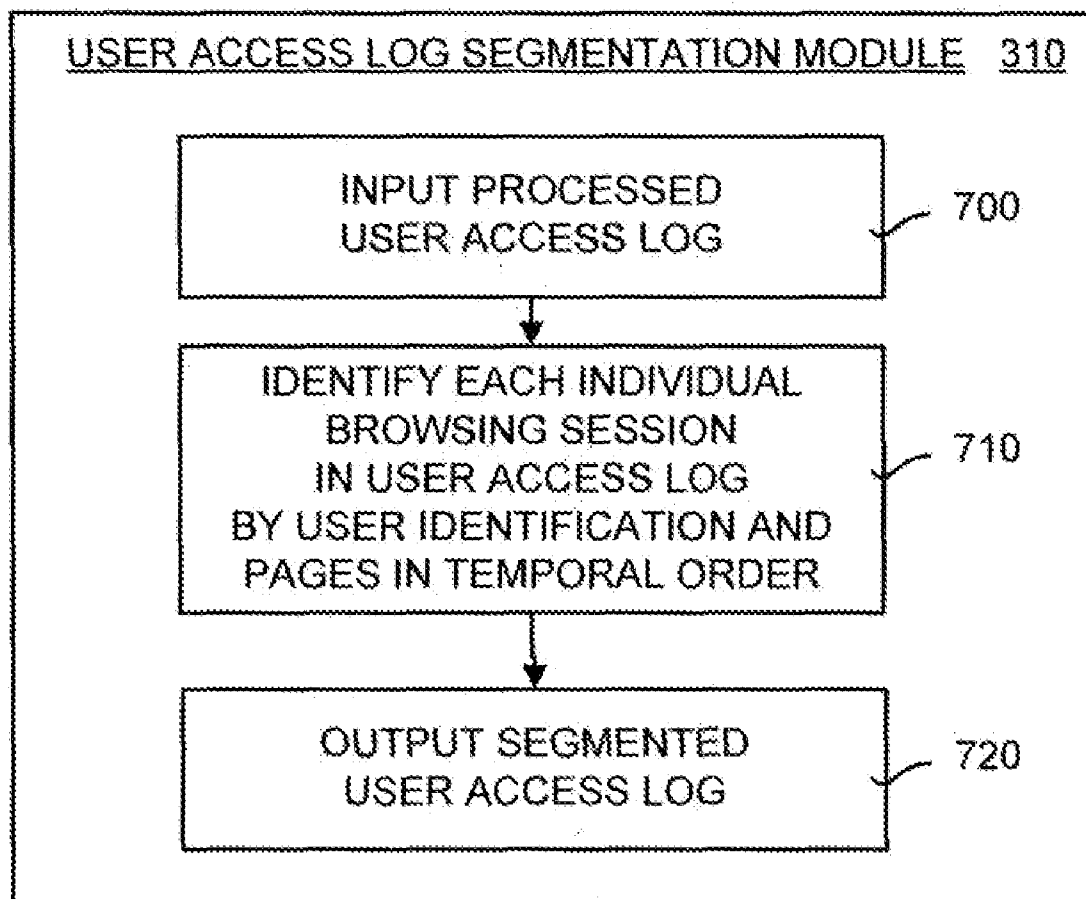 USER ACCESS LOG SEGMENTATION MODULE 310
INPUT PROCESSED
USER ACCESS LOG
700
IDENTIFY EACH INDIVIDUAL
BROWSING SESSION
IN USER ACCESS LOG
BY USER IDENTIFICATION AND
PAGES IN TEMPORAL ORDER
710
OUTPUT SEGMENTED
USER ACCESS LOG
720